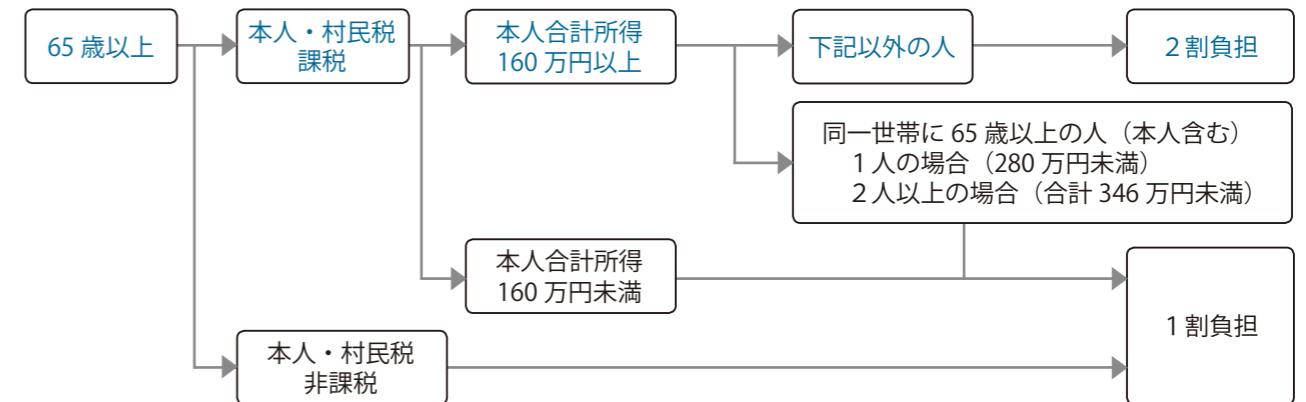 65 歳以上
本人・村民税
課税
本人合計所得
160 万円以上
下記以外の人
2割負担
同一世帯に 65 歳以上の人（本人含む）
1人の場合（280 万円未満）
2人以上の場合（合計 346 万円未満）
本人合計所得
160 万円未満
本人・村民税
非課税
1割負担